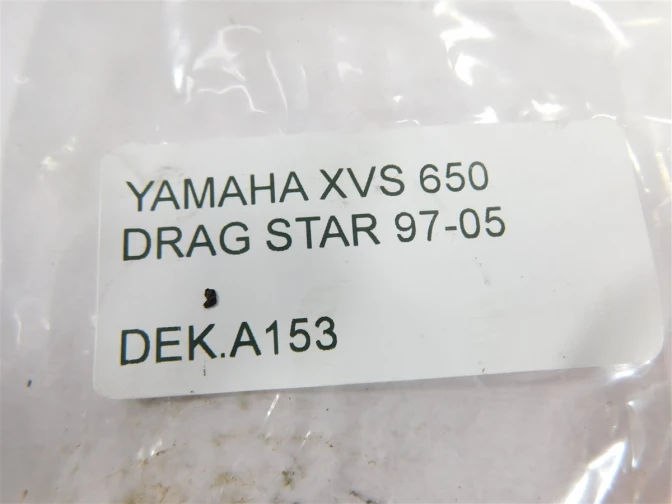 YAMAHA XVS 650
DRAG STAR 97-05
DEK.A153